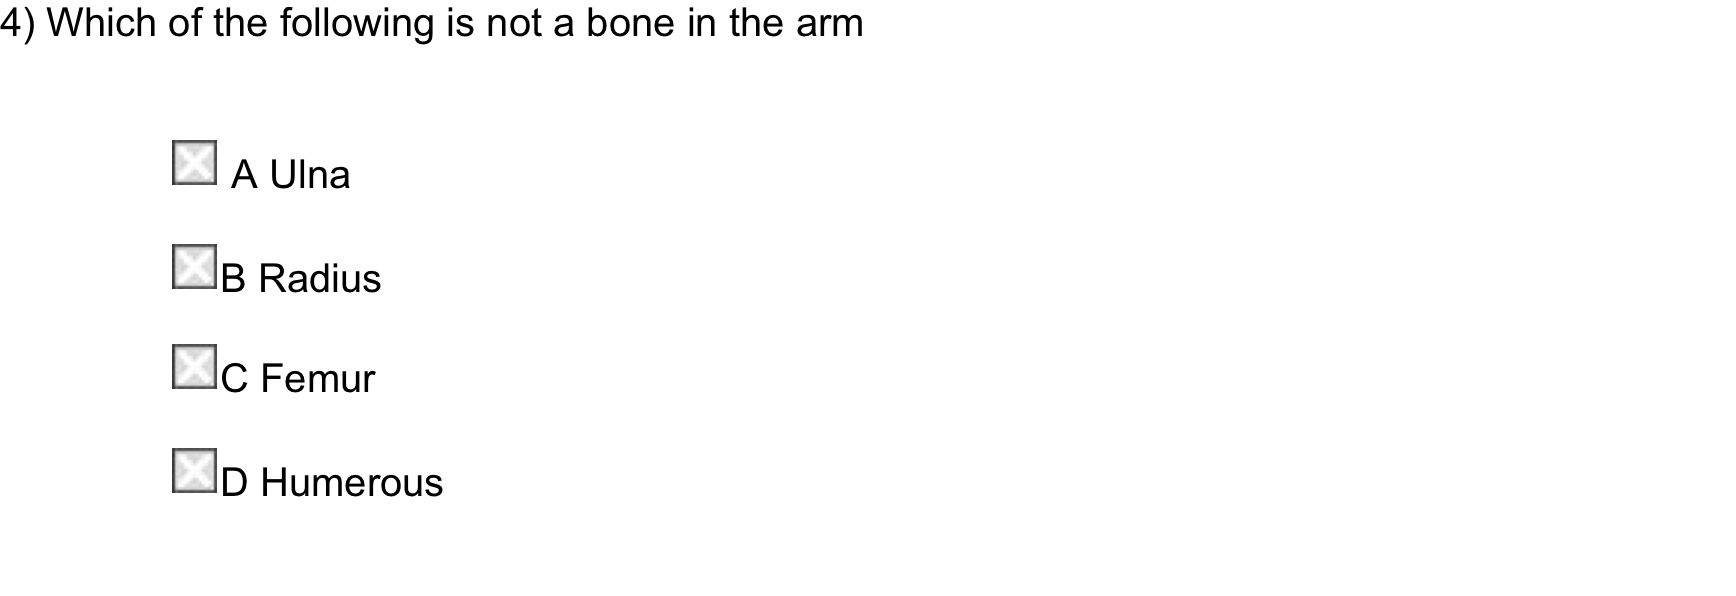 4) Which of the following is not a bone in the arm
A Ulna
B Radius
C Femur
D Humerous